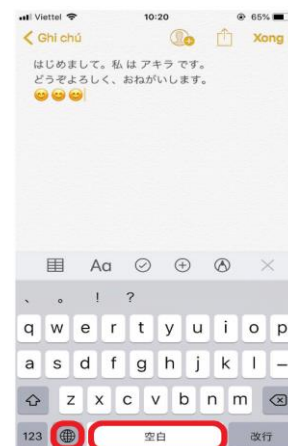 Viettel 10:20 65%
Ghi chú Xong
はじめまして。私 は アキラ です。
どうぞよろしく、おねがいします。
😊😊😊
Aa
、 。 ! ?
q w e r t y u i o p
a s d f g h j k l ー
z x c v b n m
123 空白 改行